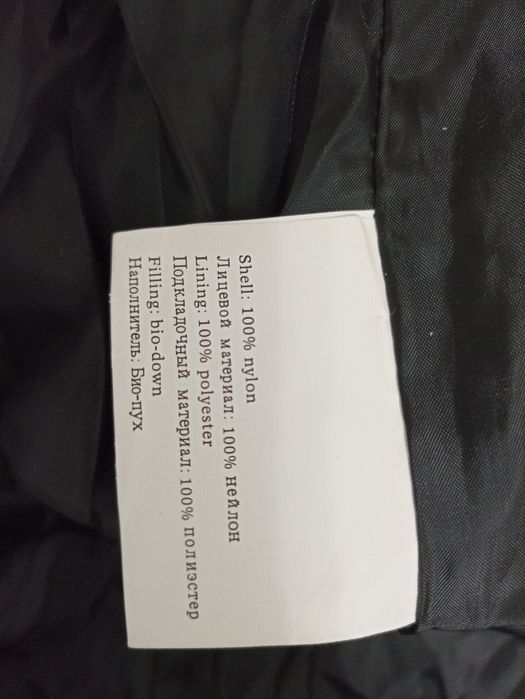 Shell: 100% nylon
Лицевой материал: 100% нейлон
Lining: 100% polyester
Подкладочный материал: 100% полиэстер
Filling: bio-down
Наполнитель: Био-пух